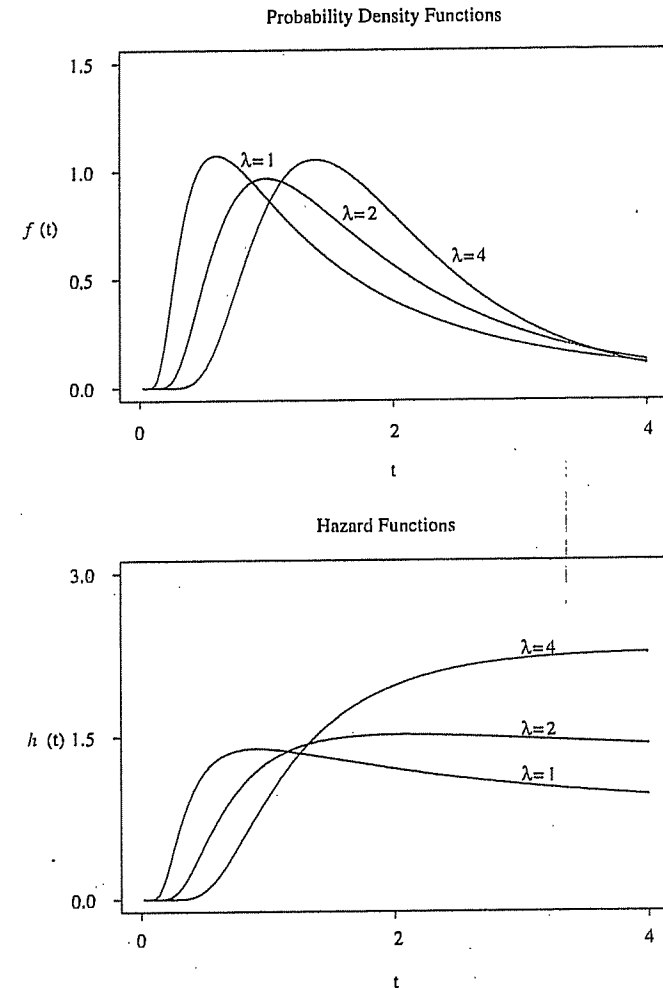 Probability Density Functions
1.5
1.0
0.5
0.0
f (t)
λ=1
λ=2
λ=4
0
2
4
t
Hazard Functions
3.0
h (t) 1.5
0.0
λ=4
λ=2
λ=1
0
2
4
t